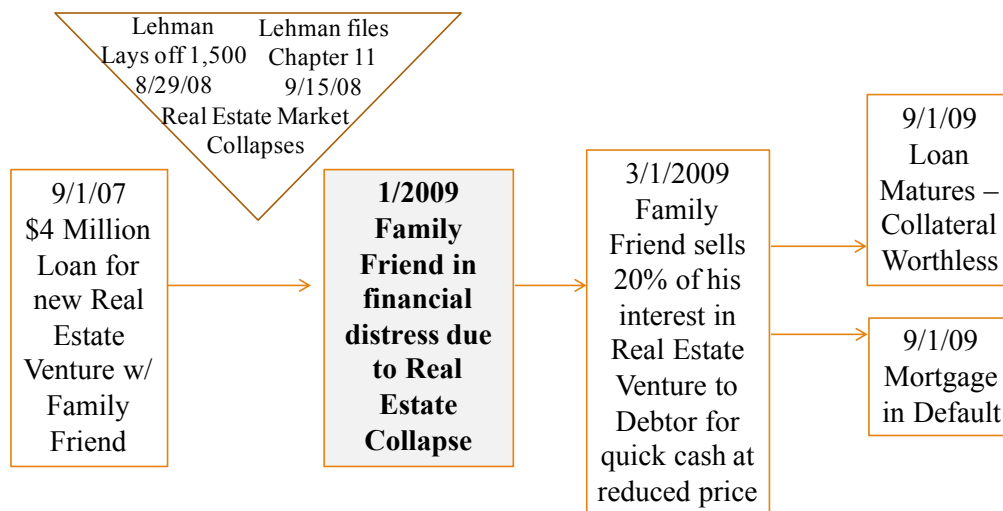 Lehman
Lays off 1,500
8/29/08
Lehman files
Chapter 11
9/15/08
Real Estate Market
Collapses
9/1/07
$4 Million
Loan for
new Real
Estate
Venture w/
Family
Friend
1/2009
Family
Friend in
financial
distress due
to Real
Estate
Collapse
3/1/2009
Family
Friend sells
20% of his
interest in
Real Estate
Venture to
Debtor for
quick cash at
reduced price
9/1/09
Loan
Matures –
Collateral
Worthless
9/1/09
Mortgage
in Default